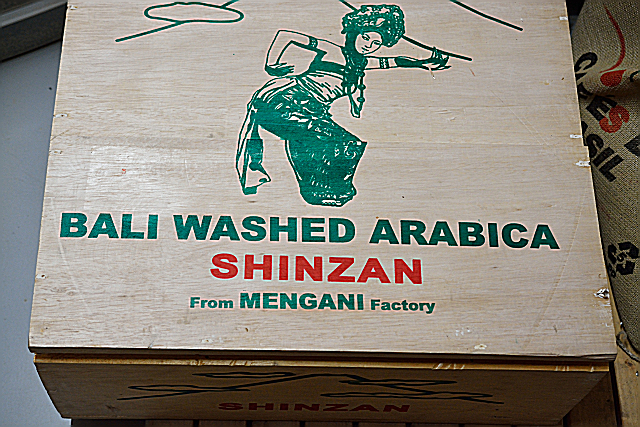 BALI WASHED ARABICA
SHINZAN
From MENGANI Factory
SHINZAN